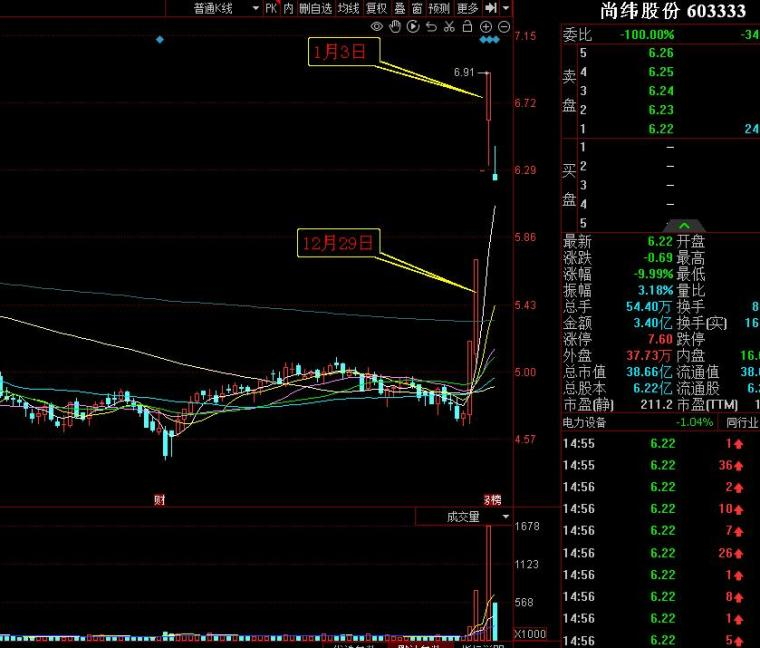 普通K线 PK 内 删自选 均线 复权 叠 窗 预测 更多
尚纬股份 603333
7.15
委比 -100.00% -34
1月3日
6.91
6.72
6.29
5.86
5.43
5.00
4.57
12月29日
卖盘
5 6.26
4 6.25
3 6.24
2 6.23
1 6.22 24
买盘
1 —
2 —
3 —
4 —
5
最新 6.22 开盘
涨跌 -0.69 最高
涨幅 -9.99% 最低
振幅 3.18% 量比
总手 54.40万 换手 8
金额 3.40亿 换手(实) 16
涨停 7.60 跌停
外盘 37.73万 内盘 16.
总市值 38.66亿 流通值 38.
总股本 6.22亿 流通股 6.
市盈(静) 211.2 市盈(TTM) 1
电力设备 -1.04% 同行业
14:55 6.22 1
14:55 6.22 36
14:56 6.22 2
14:56 6.22 10
14:56 6.22 7
14:56 6.22 26
14:56 6.22 1
14:56 6.22 8
14:56 6.22 1
14:56 6.22 5
财
榜
成交量
1678
1123
568
X1000